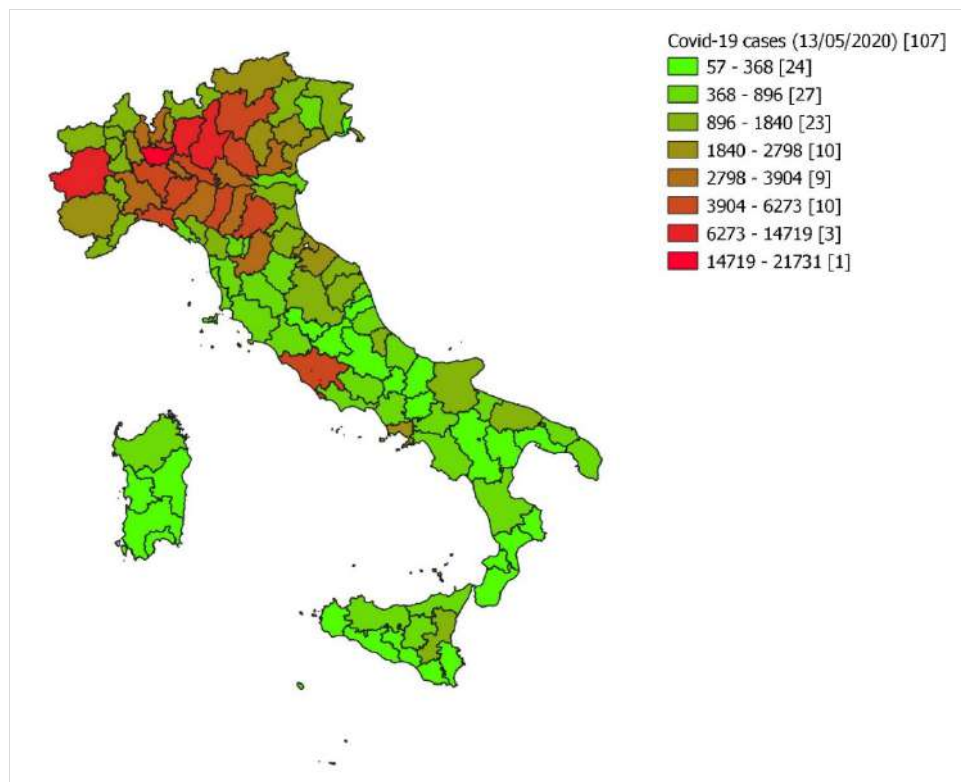 Covid-19 cases (13/05/2020) [107]
57 - 368 [24]
368 - 896 [27]
896 - 1840 [23]
1840 - 2798 [10]
2798 - 3904 [9]
3904 - 6273 [10]
6273 - 14719 [3]
14719 - 21731 [1]